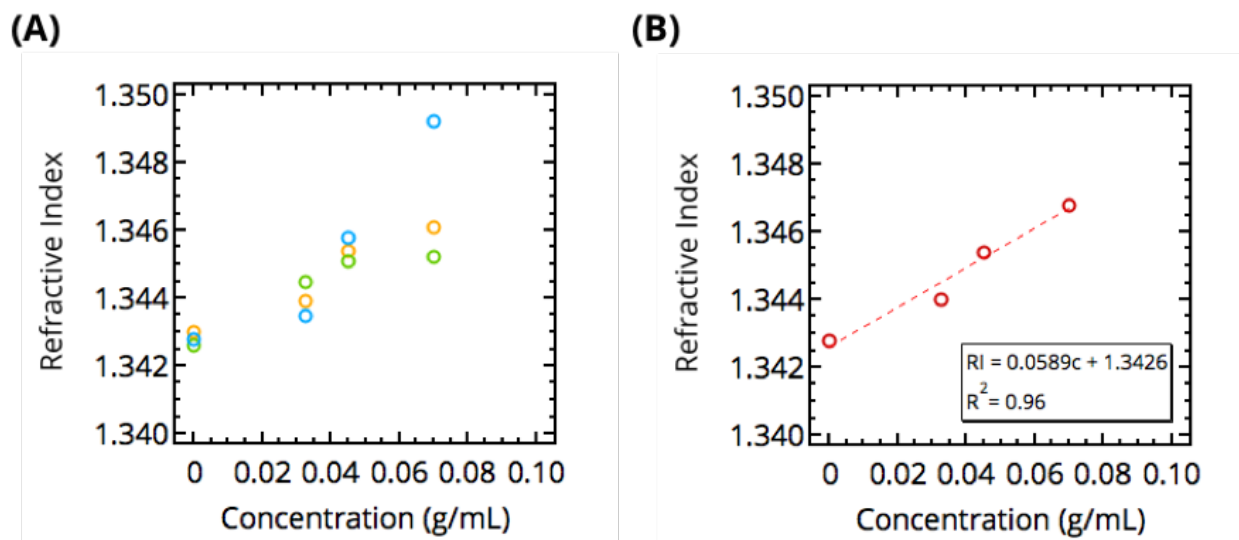 (A)
1.350
1.348
1.346
1.344
1.342
1.340
Refractive Index
0 0.02 0.04 0.06 0.08 0.10
Concentration (g/mL)
(B)
1.350
1.348
1.346
1.344
1.342
1.340
Refractive Index
RI = 0.0589c + 1.3426
R² = 0.96
0 0.02 0.04 0.06 0.08 0.10
Concentration (g/mL)